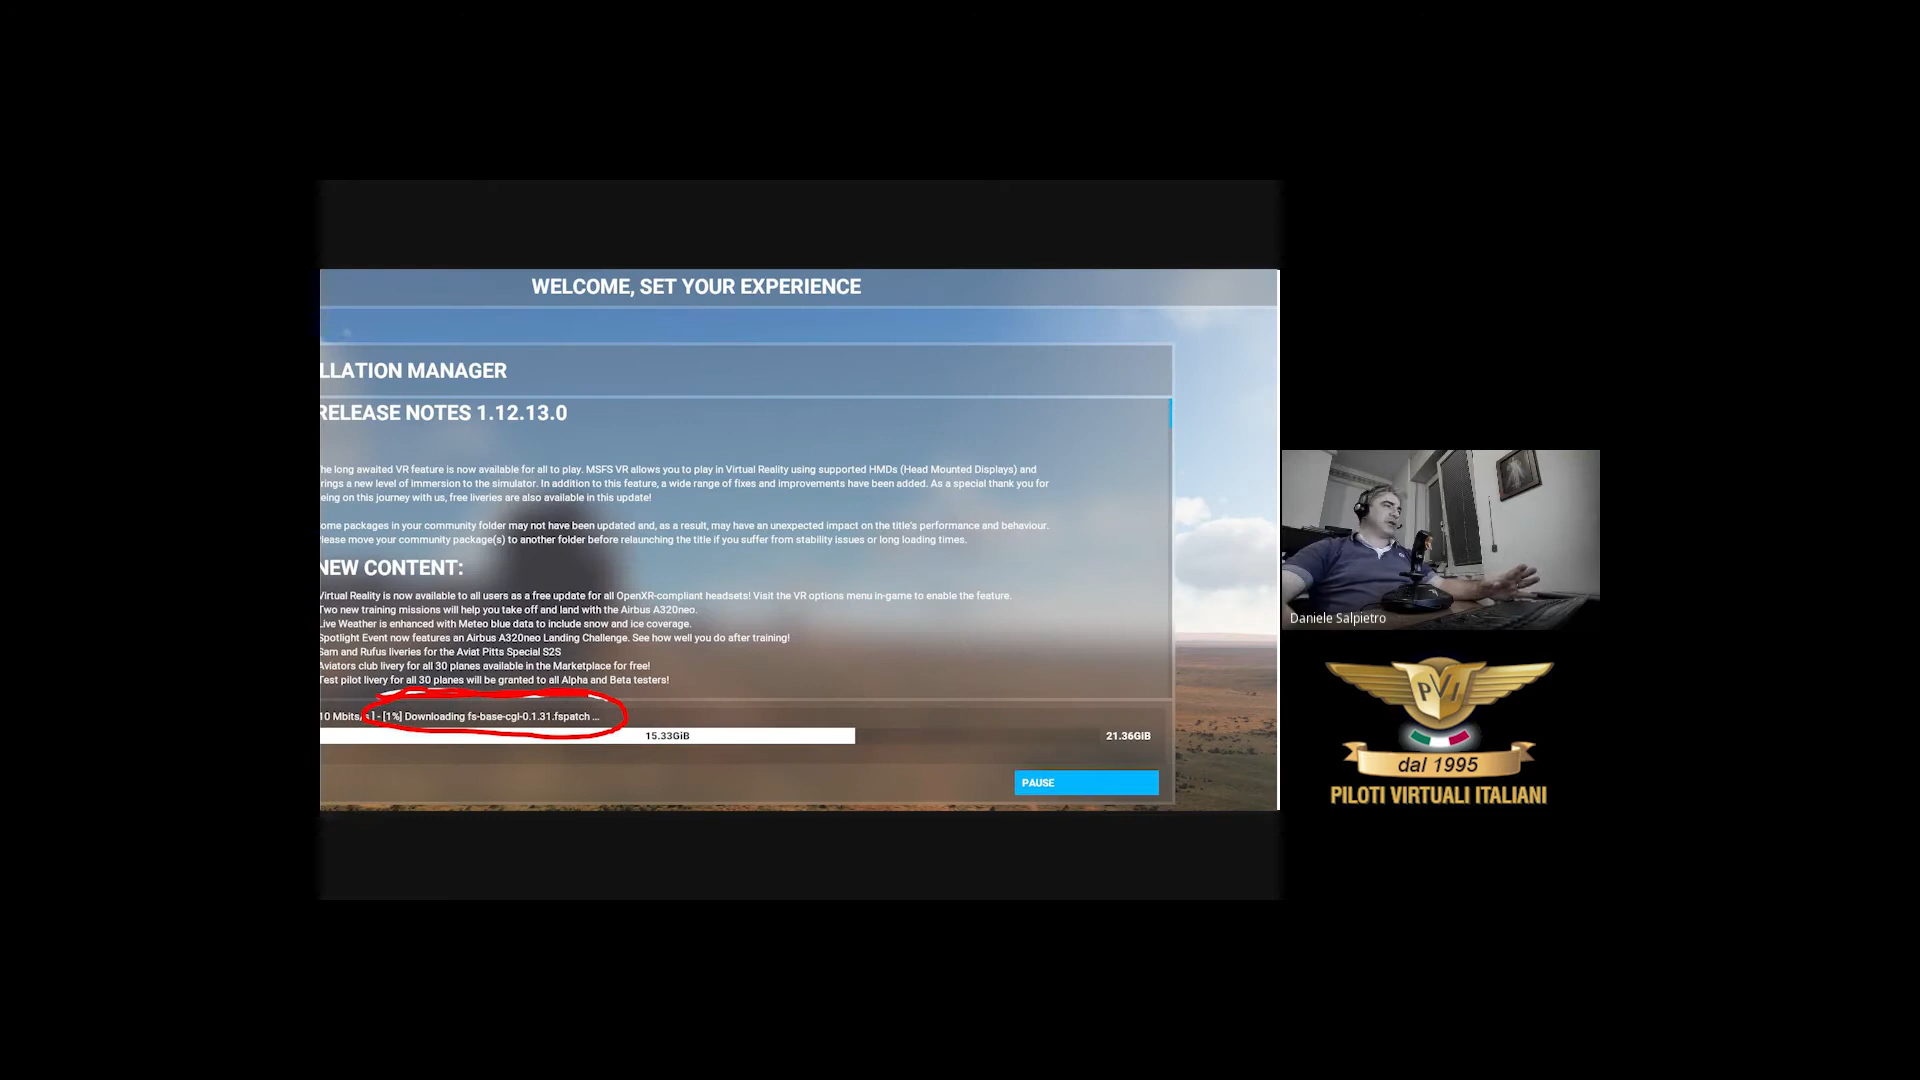 WELCOME, SET YOUR EXPERIENCE
LLATION MANAGER
RELEASE NOTES 1.12.13.0
he long awaited VR feature is now available for all to play. MSFS VR allows you to play in Virtual Reality using supported HMDs (Head Mounted Displays) and
rings a new level of immersion to the simulator. In addition to this feature, a wide range of fixes and improvements have been added. As a special thank you for
eing on this journey with us, free liveries are also available in this update!
ome packages in your community folder may not have been updated and, as a result, may have an unexpected impact on the title's performance and behaviour.
lease move your community package(s) to another folder before relaunching the title if you suffer from stability issues or long loading times.
NEW CONTENT:
Virtual Reality is now available to all users as a free update for all OpenXR-compliant headsets! Visit the VR options menu in-game to enable the feature.
Two new training missions will help you take off and land with the Airbus A320neo.
Live Weather is enhanced with Meteo blue data to include snow and ice coverage.
Spotlight Event now features an Airbus A320neo Landing Challenge. See how well you do after training!
Sam and Rufus liveries for the Aviat Pitts Special S2S
Aviators club livery for all 30 planes available in the Marketplace for free!
Test pilot livery for all 30 planes will be granted to all Alpha and Beta testers!
10 Mbits/s ] - [1%] Downloading fs-base-cgl-0.1.31.fspatch ...
15.33GiB
21.36GiB
PAUSE
Daniele Salpietro
PVI
dal 1995
PILOTI VIRTUALI ITALIANI